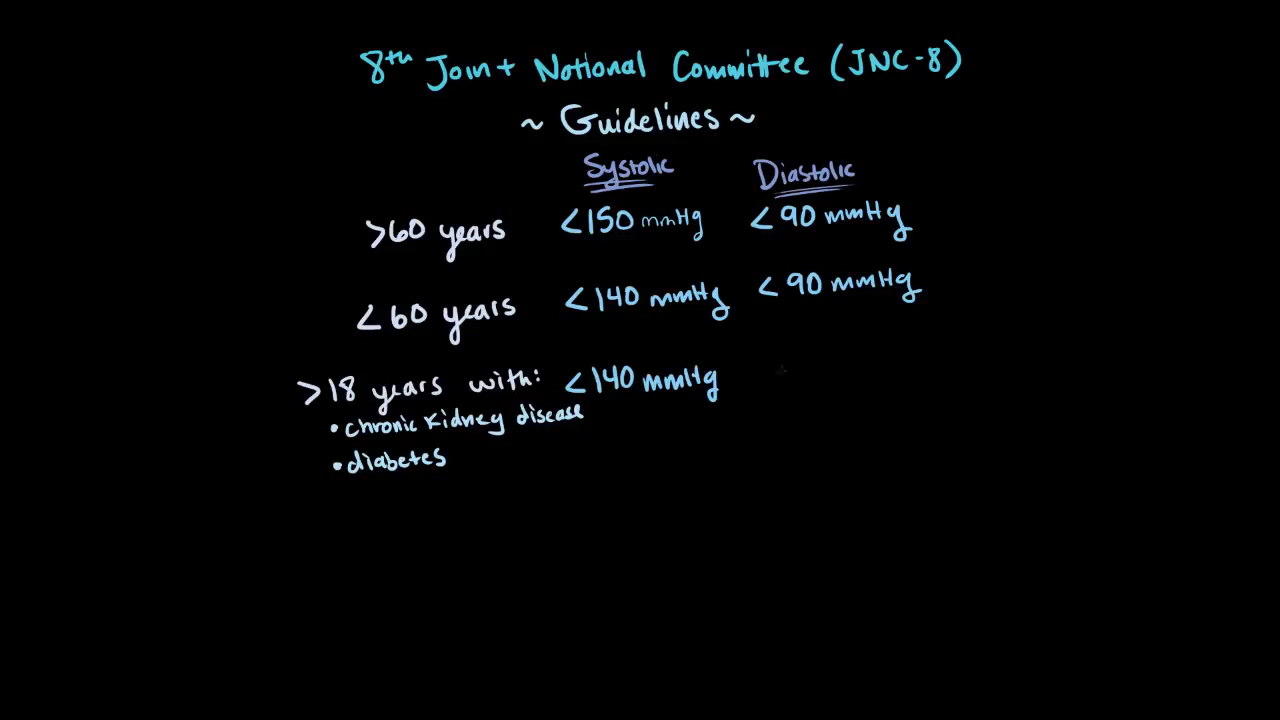 8th Joint Notional Committee (JNC-8)
~ Guidelines ~
Systolic Diastolic
>60 years <150 mmHg <90 mmHg
<60 years <140 mmHg <90 mmHg
>18 years with: <140 mmHg
• chronic kidney disease
• diabetes